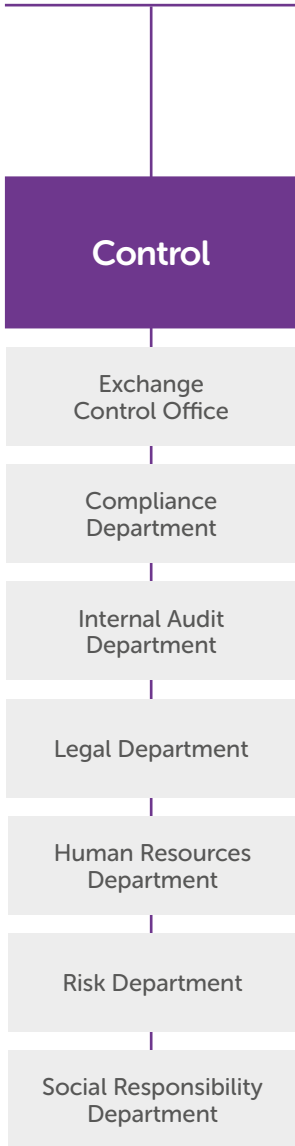 Control
Exchange
Control Office
Compliance
Department
Internal Audit
Department
Legal Department
Human Resources
Department
Risk Department
Social Responsibility
Department